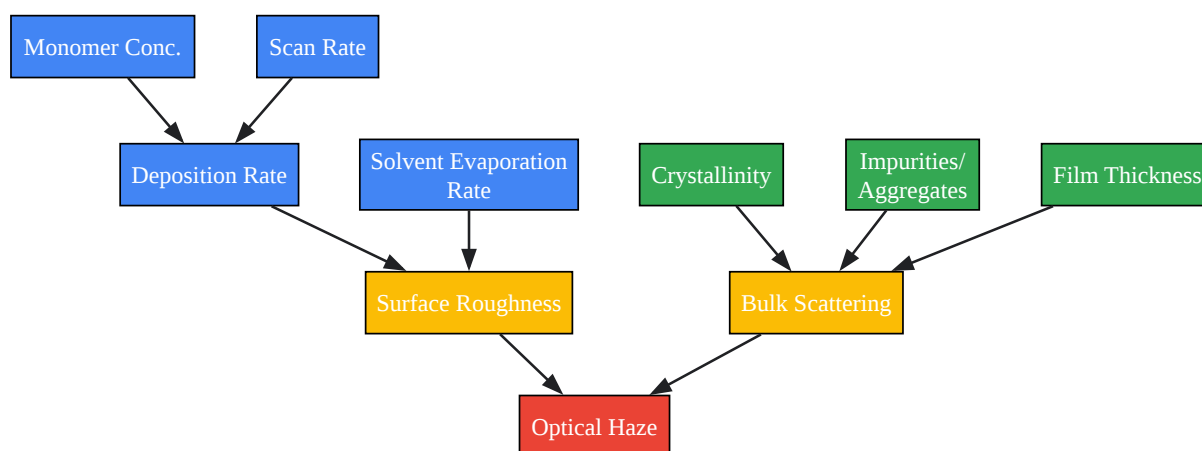 Monomer Conc.
Scan Rate
Deposition Rate
Solvent Evaporation
Rate
Crystallinity
Impurities/
Aggregates
Film Thickness
Surface Roughness
Bulk Scattering
Optical Haze